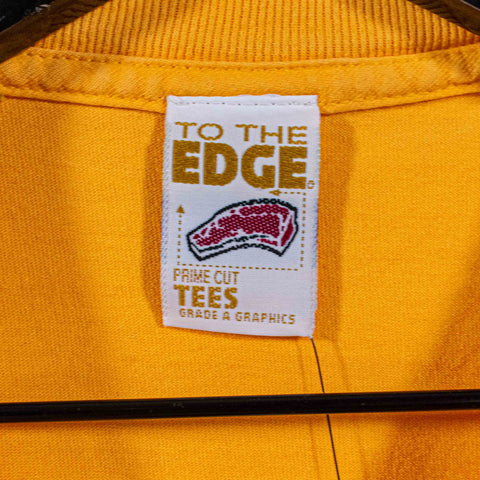 TO THE
EDGE®
PRIME CUT
TEES
GRADE A GRAPHICS